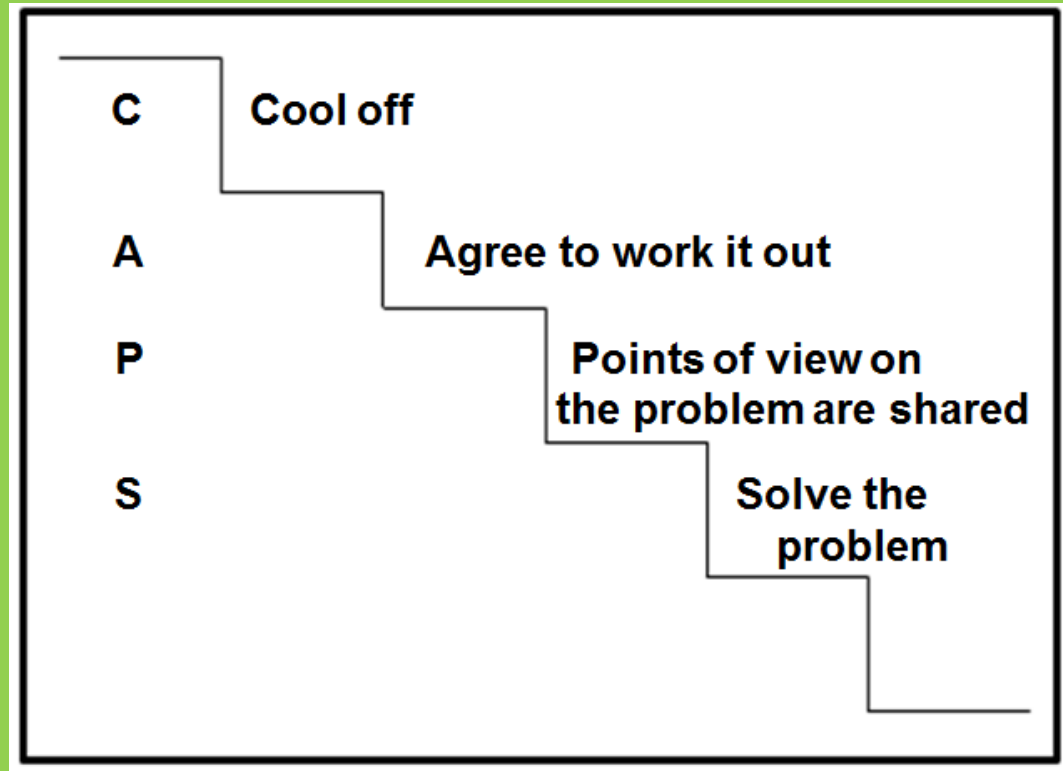 C Cool off
A Agree to work it out
P Points of view on
the problem are shared
S Solve the
problem